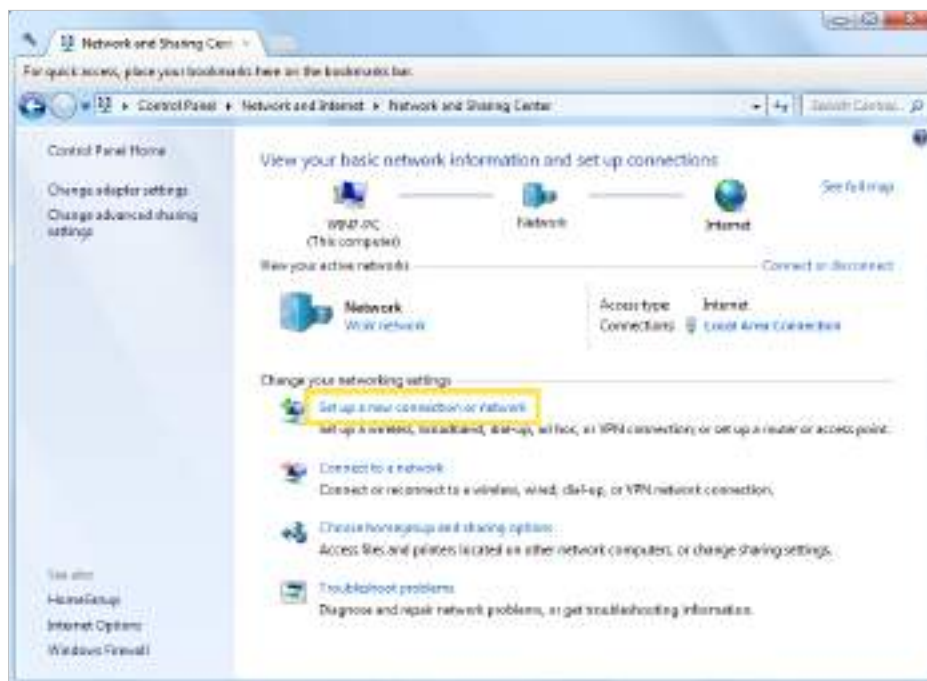 Network and Sharing Cen
For quick access, place your bookmarks here on the bookmarks bar.
Control Panel Network and Internet Network and Sharing Center
Search Control...
Control Panel Home
Change adapter settings
Change advanced sharing
settings
View your basic network information and set up connections
See full map
WIN7-PC
(This computer)
Network
Internet
View your active networks
Connect or disconnect
Network
Work network
Access type Internet
Connections Local Area Connection
Change your networking settings
Set up a new connection or network
Set up a wireless, broadband, dial-up, ad hoc, or VPN connection; or set up a router or access point.
Connect to a network
Connect or reconnect to a wireless, wired, dial-up, or VPN network connection.
Choose homegroup and sharing options
Access files and printers located on other network computers, or change sharing settings.
Troubleshoot problems
Diagnose and repair network problems, or get troubleshooting information.
See also
HomeGroup
Internet Options
Windows Firewall